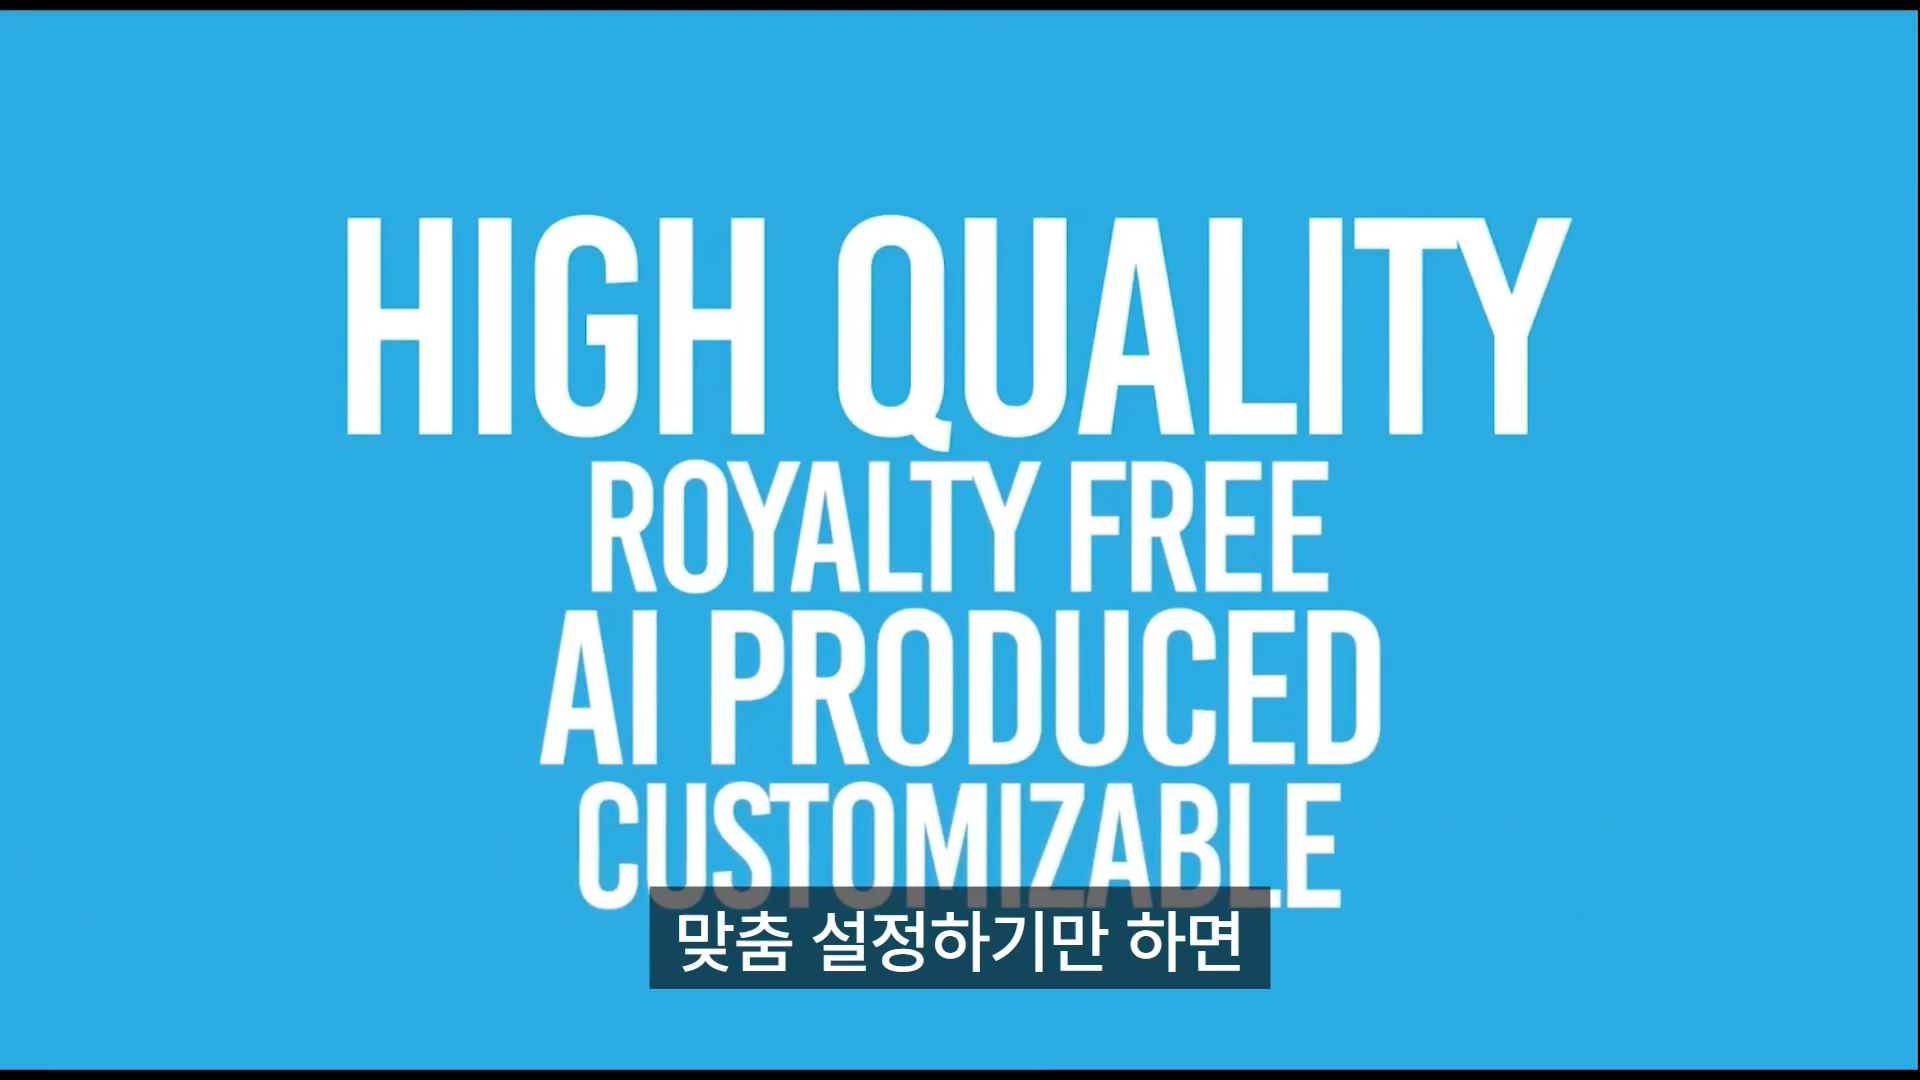 HIGH QUALITY
ROYALTY FREE
AI PRODUCED
CUSTOMIZABLE
맞춤 설정하기만 하면